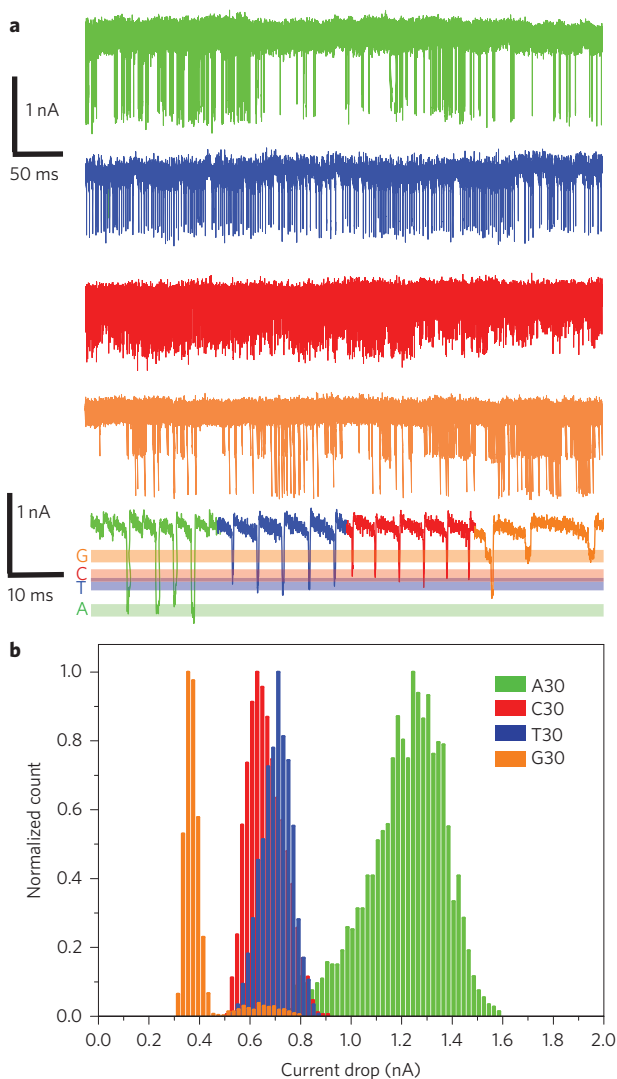 a
1 nA
50 ms
1 nA
G
C
T
A
10 ms
b
1.0
0.8
0.6
0.4
0.2
0.0
Normalized count
A30
C30
T30
G30
0.0 0.2 0.4 0.6 0.8 1.0 1.2 1.4 1.6 1.8 2.0
Current drop (nA)